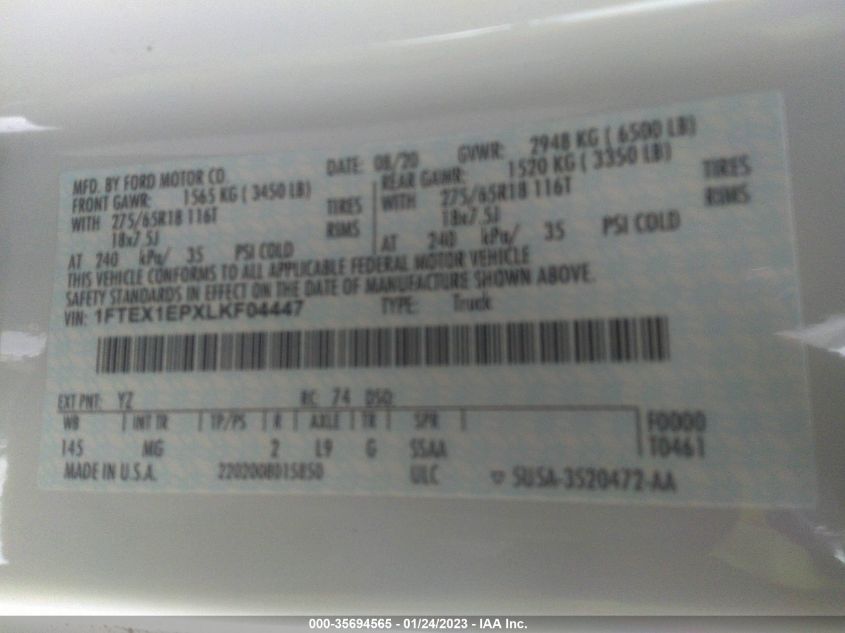 MFD. BY FORD MOTOR CO. DATE: 08/20 GVWR: 2948 KG ( 6500 LB)
FRONT GAWR: 1565 KG ( 3450 LB) REAR GAWR: 1520 KG ( 3350 LB)
WITH 275/65R18 116T TIRES WITH 275/65R18 116T TIRES
18x7.5J RIMS 18x7.5J RIMS
AT 240 kPa/ 35 PSI COLD AT 240 kPa/ 35 PSI COLD
THIS VEHICLE CONFORMS TO ALL APPLICABLE FEDERAL MOTOR VEHICLE
SAFETY STANDARDS IN EFFECT ON THE DATE OF MANUFACTURE SHOWN ABOVE.
VIN: 1FTEX1EPXLKF04447 TYPE: Truck
EXT PNT: YZ RC: 74 DSO:
WB INT TR TP/PS R AXLE TR SPR F0000
145 MG 2 L9 G SSAA T0461
MADE IN U.S.A. ULC 5USA-3520472-AA
000-35694565 - 01/24/2023 - IAA Inc.